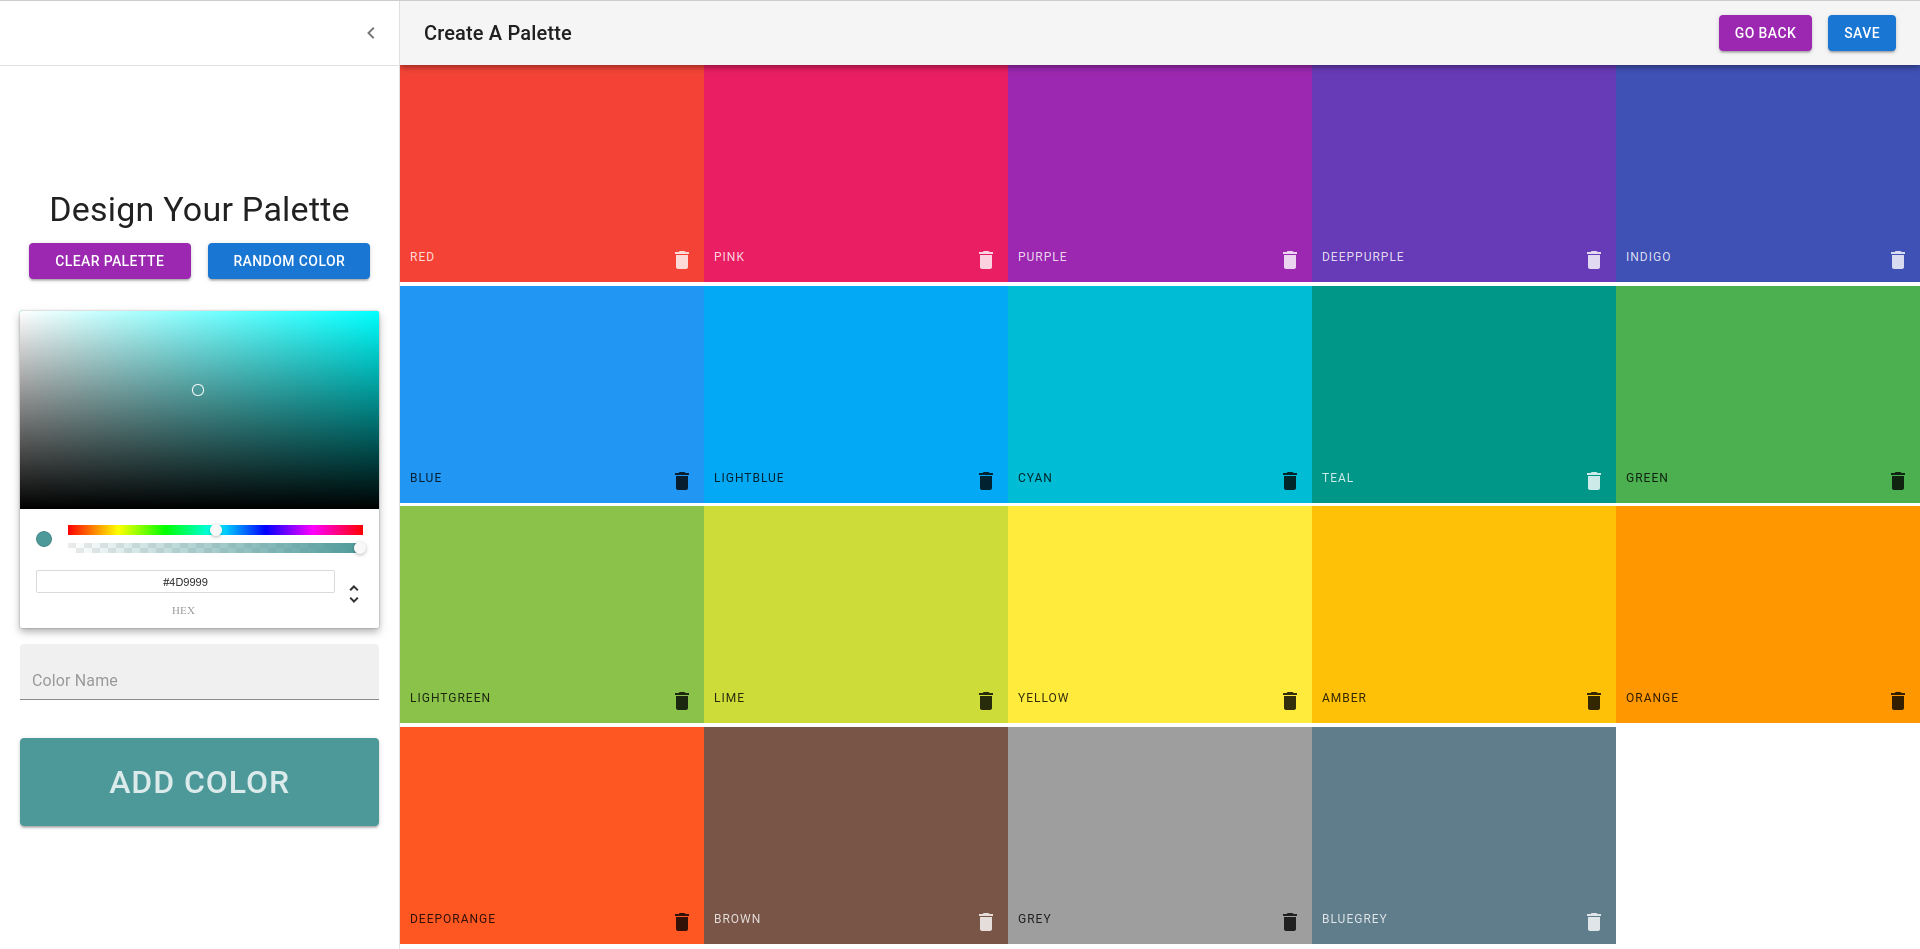 Create A Palette
GO BACK
SAVE
Design Your Palette
CLEAR PALETTE
RANDOM COLOR
#4D9999
HEX
Color Name
ADD COLOR
RED
PINK
PURPLE
DEEPPURPLE
INDIGO
BLUE
LIGHTBLUE
CYAN
TEAL
GREEN
LIGHTGREEN
LIME
YELLOW
AMBER
ORANGE
DEEPORANGE
BROWN
GREY
BLUEGREY